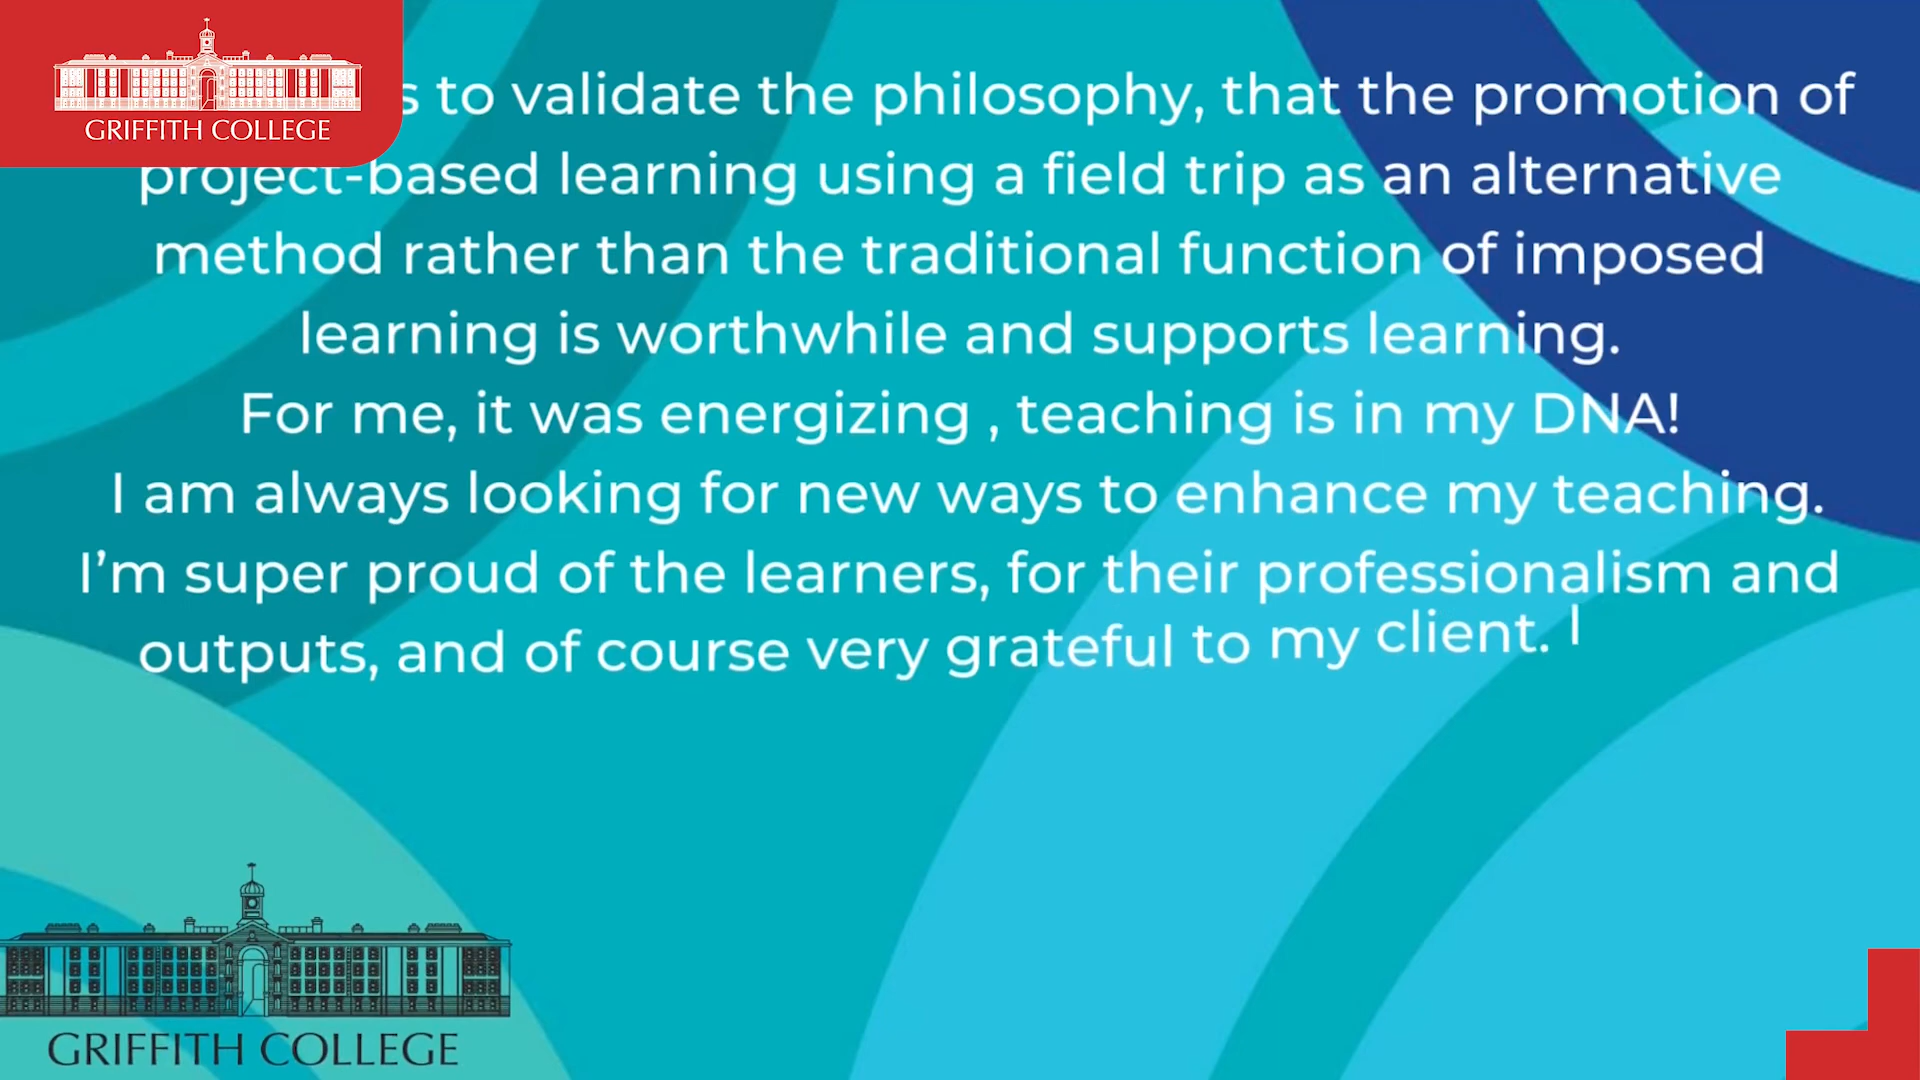 GRIFFITH COLLEGE
to validate the philosophy, that the promotion of
project-based learning using a field trip as an alternative
method rather than the traditional function of imposed
learning is worthwhile and supports learning.
For me, it was energizing , teaching is in my DNA!
I am always looking for new ways to enhance my teaching.
I’m super proud of the learners, for their professionalism and
outputs, and of course very grateful to my client. I
GRIFFITH COLLEGE